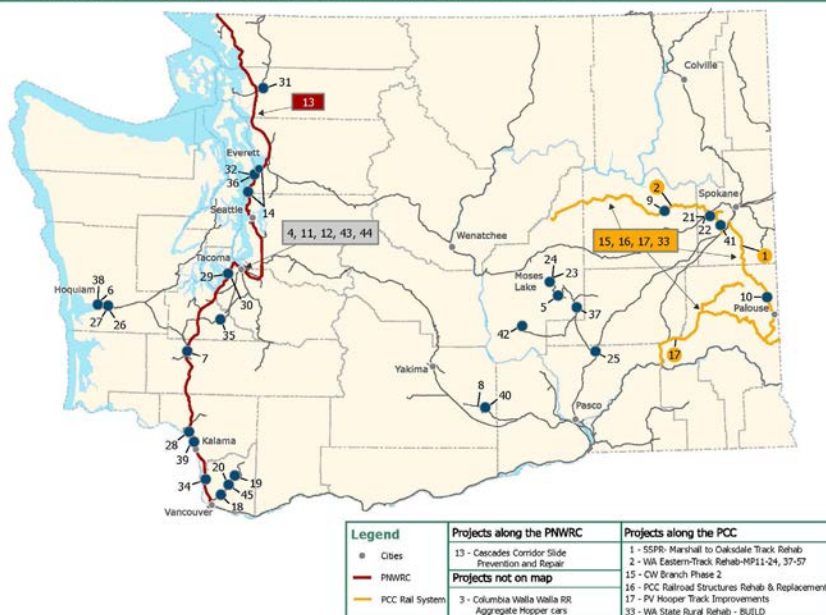 31
13
Colville
Everett
32
36
Seattle
14
2
9
Spokane
21
22
41
1
4, 11, 12, 43, 44
15, 16, 17, 33
Wenatchee
Tacoma
29
30
24
23
Moses
Lake
5
37
38
6
Hoquiam
27
26
35
10
Palouse
42
7
25
17
Yakima
8
40
Pasco
28
Kalama
39
20
19
34
45
18
Vancouver
Legend
Cities
PNWRC
PCC Rail System
Projects along the PNWRC
13 - Cascades Corridor Slide
Prevention and Repair
Projects not on map
3 - Columbia Walla Walla RR
Aggregate Hopper cars
Projects along the PCC
1 - SSPR- Marshall to Oaksdale Track Rehab
2 - WA Eastern-Track Rehab-MP11-24, 37-57
15 - CW Branch Phase 2
16 - PCC Railroad Structures Rehab & Replacement
17 - PV Hooper Track Improvements
33 - WA State Rural Rehab - BUILD